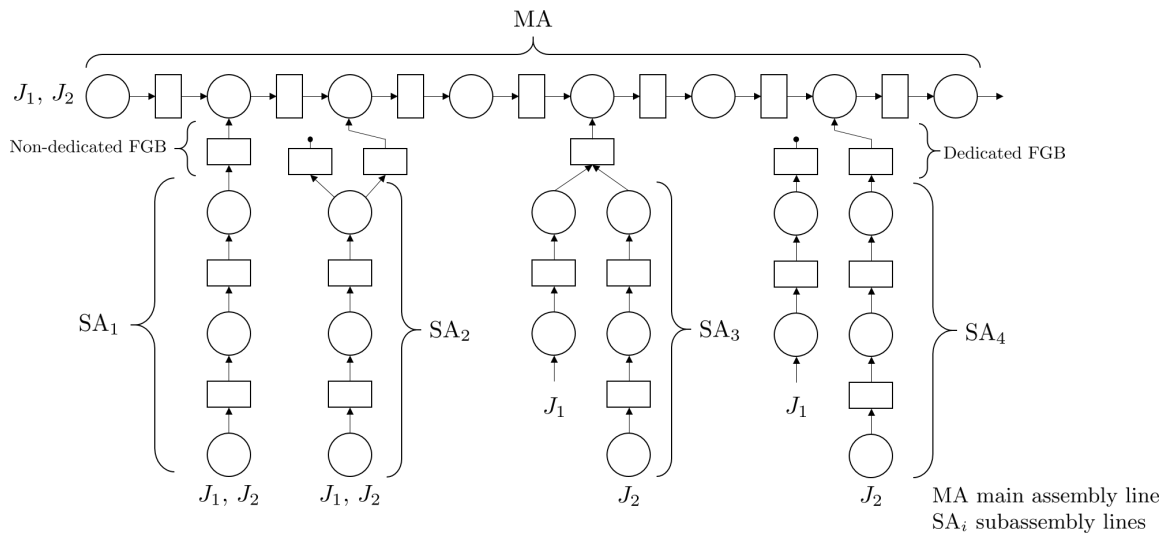 MA
J₁, J₂
Non-dedicated FGB
Dedicated FGB
SA₁
SA₂
SA₃
SA₄
J₁
J₁
J₁, J₂
J₁, J₂
J₂
J₂
MA main assembly line
SAᵢ subassembly lines